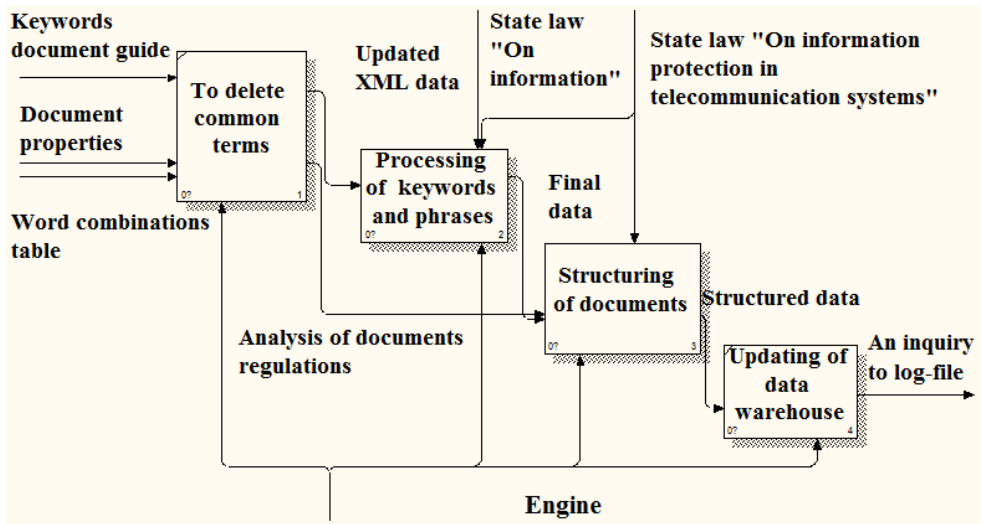 Keywords
document guide
Document
properties
Word combinations
table
To delete
common
terms
0?
1
Updated
XML data
State law
"On
information"
State law "On information
protection in
telecommunication systems"
Processing
of keywords
and phrases
0?
2
Final
data
Structuring
of documents
0?
3
Structured data
Analysis of documents
regulations
Updating of
data
warehouse
0?
4
An inquiry
to log-file
Engine